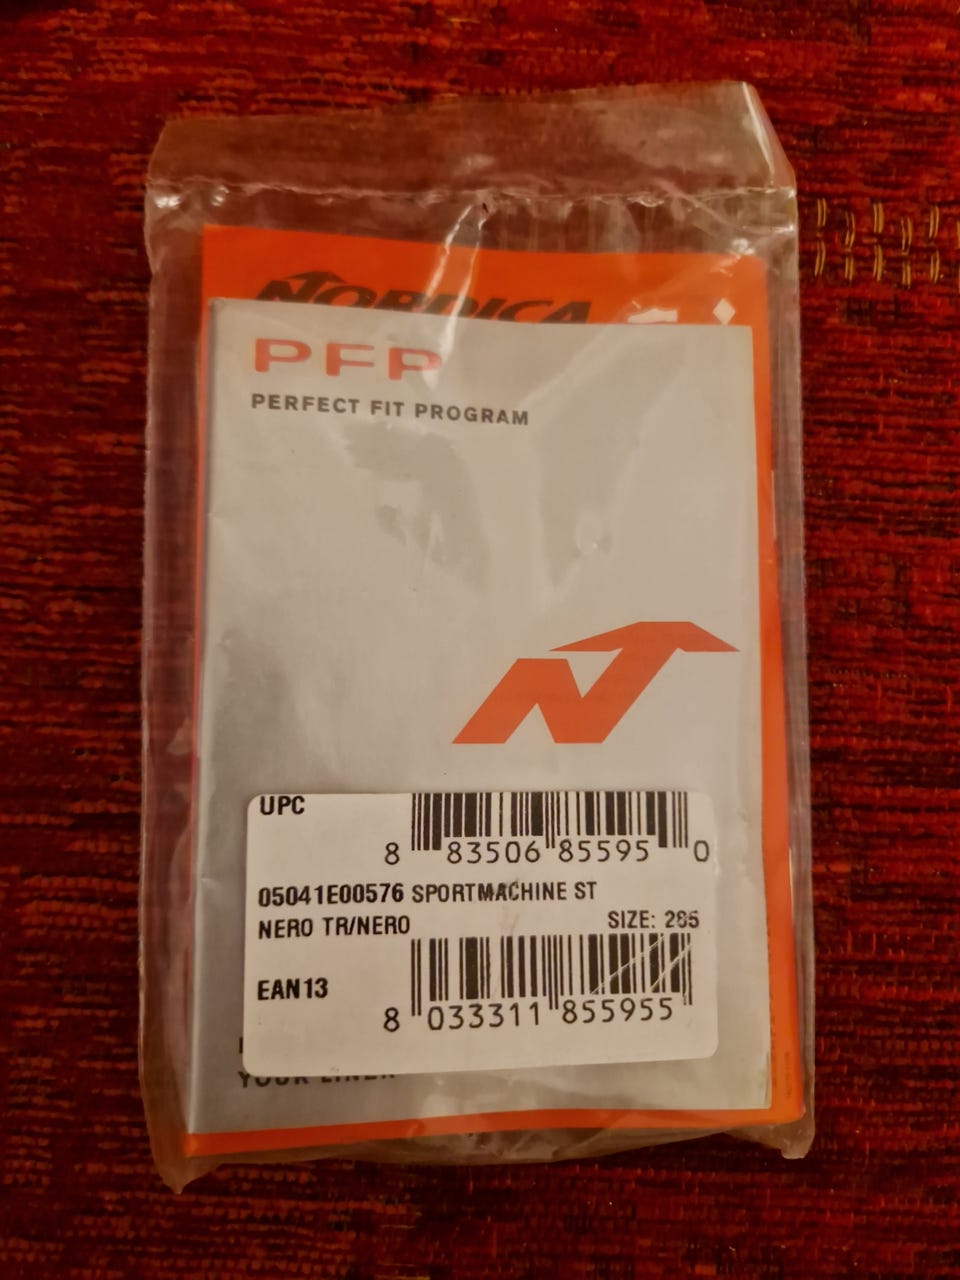 NORDICA
PFP
PERFECT FIT PROGRAM
UPC
8 83506 85595 0
05041E00576 SPORTMACHINE ST
NERO TR/NERO SIZE: 285
EAN13
8 033311 855955
YOUR LINER